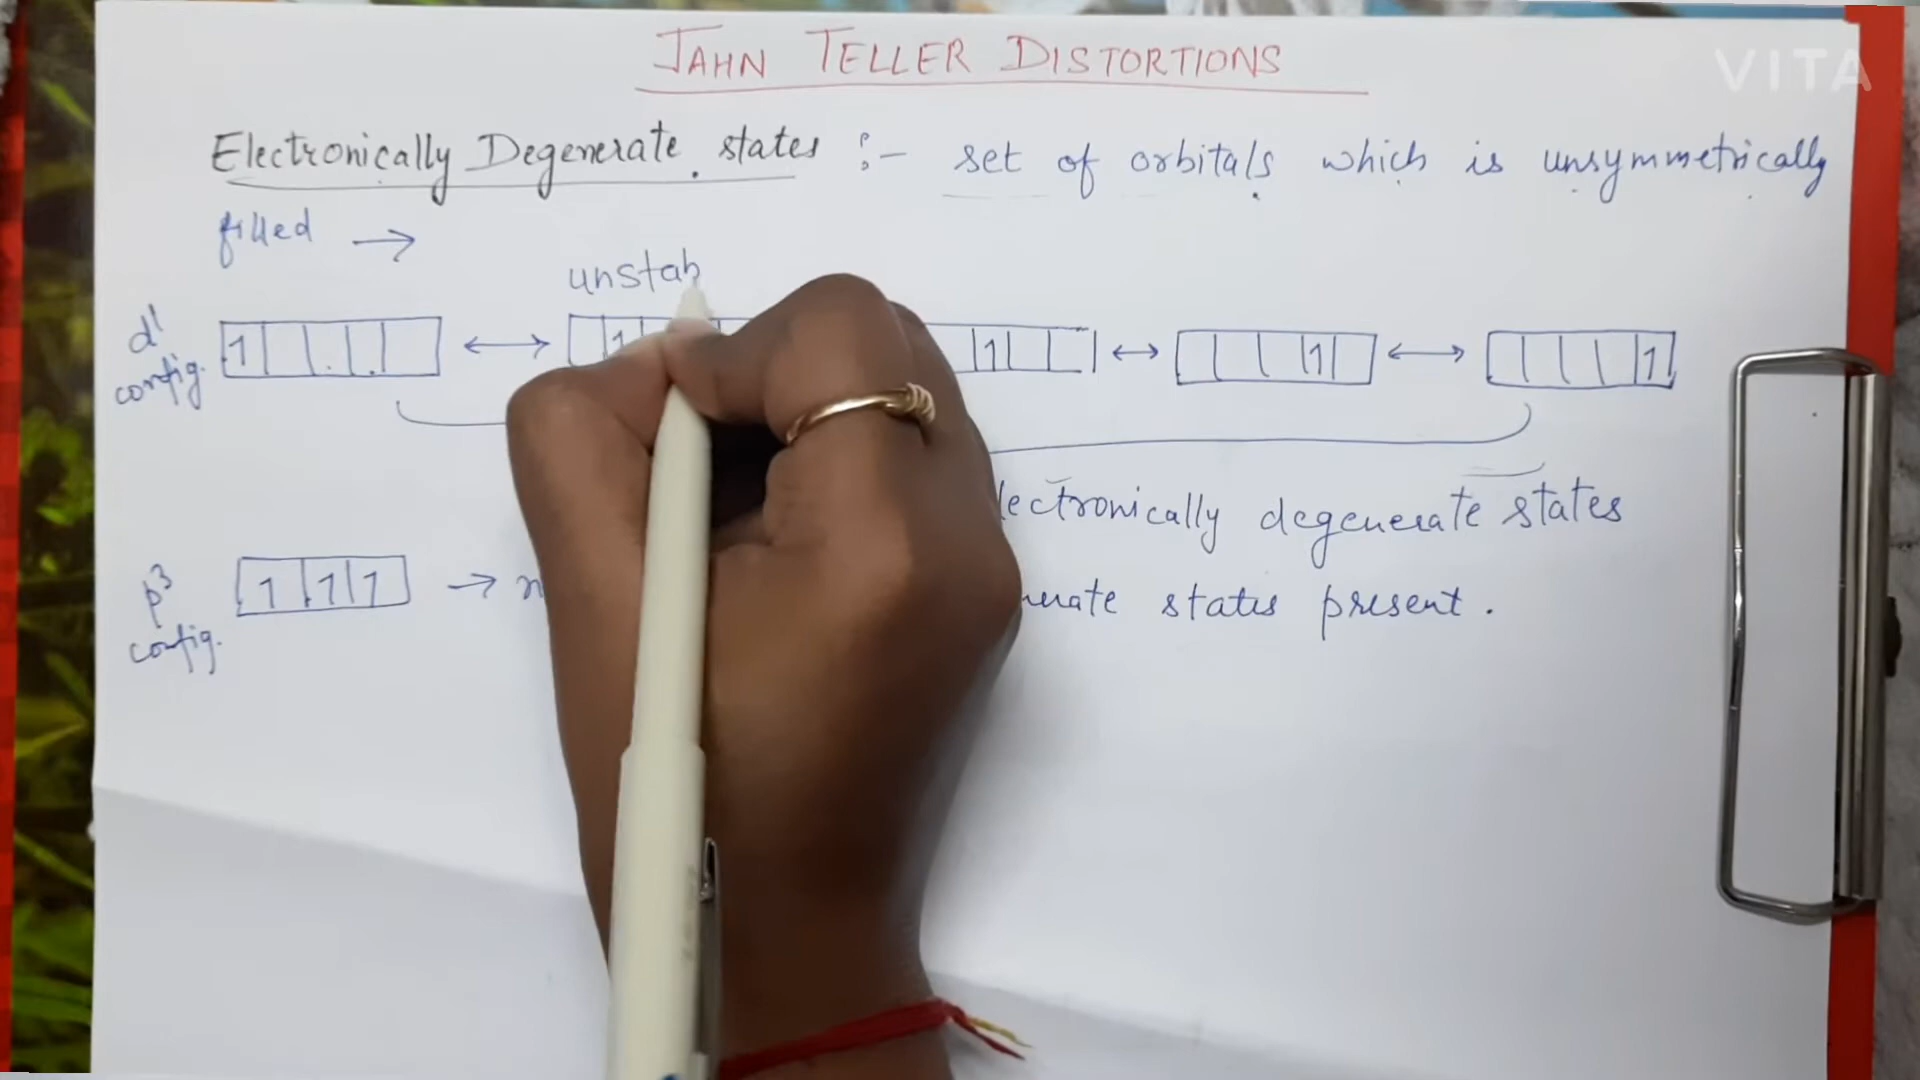 JAHN TELLER DISTORTIONS
VITA
Electronically Degenerate states :- set of orbitals which is unsymmetrically
filled →
unstab
d¹ config. 1 ↔ 1 1 ↔ 1 ↔ 1
lectronically degenerate states
p³ config. 1 1 1 → n
nerate states present.